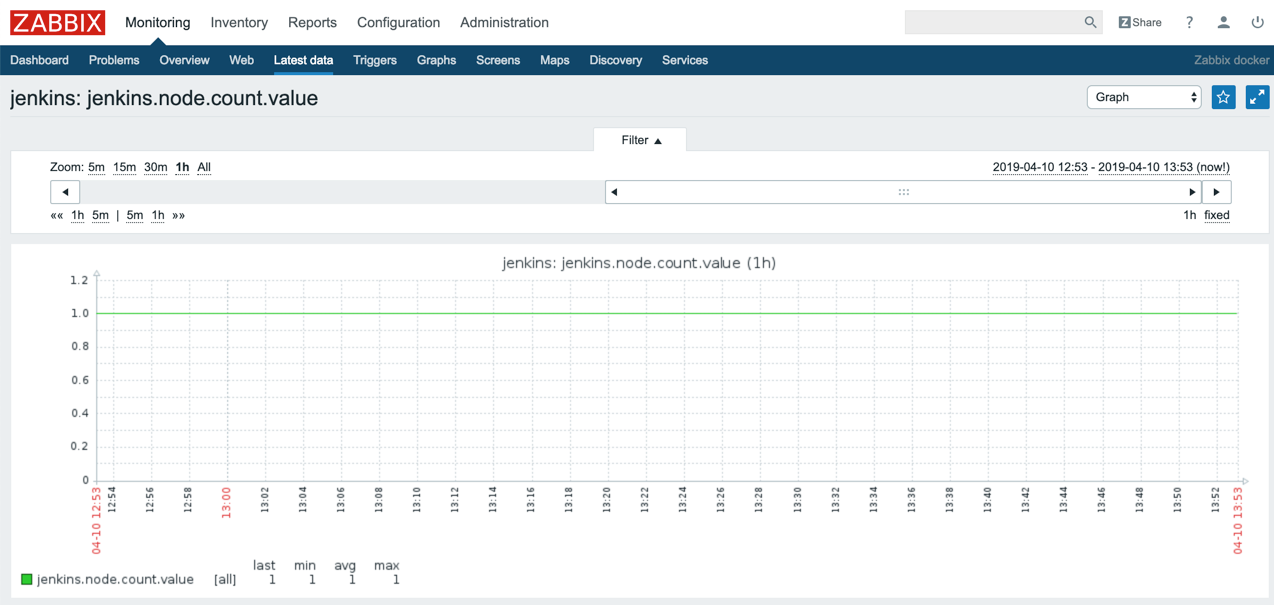 ZABBIX Monitoring Inventory Reports Configuration Administration Z Share ?
Dashboard Problems Overview Web Latest data Triggers Graphs Screens Maps Discovery Services Zabbix docker
jenkins: jenkins.node.count.value Graph
Filter ▲
Zoom: 5m 15m 30m 1h All 2019-04-10 12:53 - 2019-04-10 13:53 (now!)
«« 1h 5m | 5m 1h »» 1h fixed
jenkins: jenkins.node.count.value (1h)
1.2
1.0
0.8
0.6
0.4
0.2
0
04-10 12:53 12:54 12:56 12:58 13:00 13:02 13:04 13:06 13:08 13:10 13:12 13:14 13:16 13:18 13:20 13:22 13:24 13:26 13:28 13:30 13:32 13:34 13:36 13:38 13:40 13:42 13:44 13:46 13:48 13:50 13:52 04-10 13:53
last min avg max
jenkins.node.count.value [all] 1 1 1 1